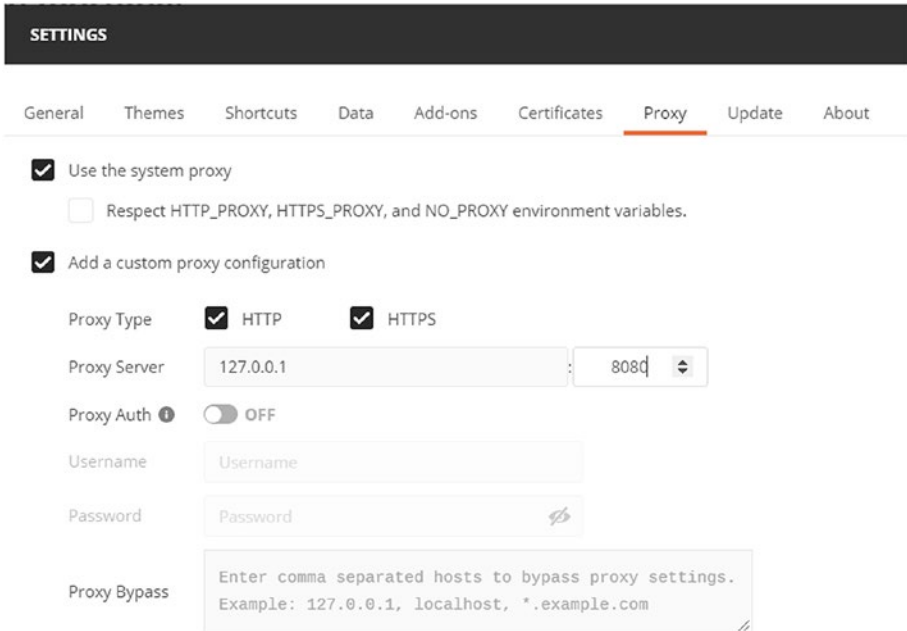 SETTINGS
General Themes Shortcuts Data Add-ons Certificates Proxy Update About
Use the system proxy
Respect HTTP_PROXY, HTTPS_PROXY, and NO_PROXY environment variables.
Add a custom proxy configuration
Proxy Type HTTP HTTPS
Proxy Server 127.0.0.1 : 8080
Proxy Auth OFF
Username Username
Password Password
Proxy Bypass Enter comma separated hosts to bypass proxy settings.
Example: 127.0.0.1, localhost, *.example.com